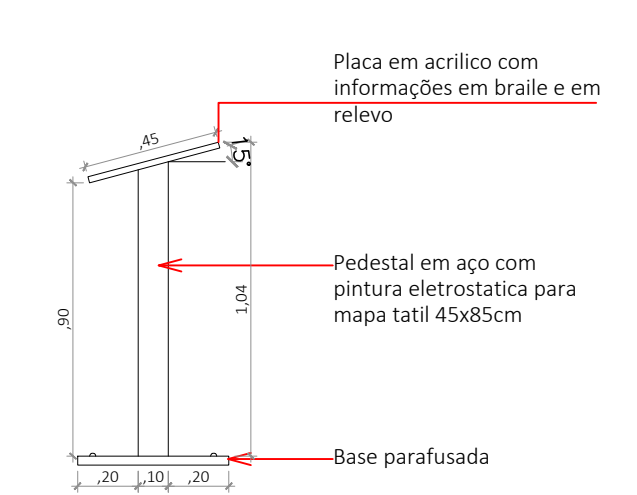 Placa em acrilico com
informações em braile e em
relevo
,45
15°
Pedestal em aço com
pintura eletrostatica para
mapa tatil 45x85cm
,90
1,04
Base parafusada
,20 ,10 ,20